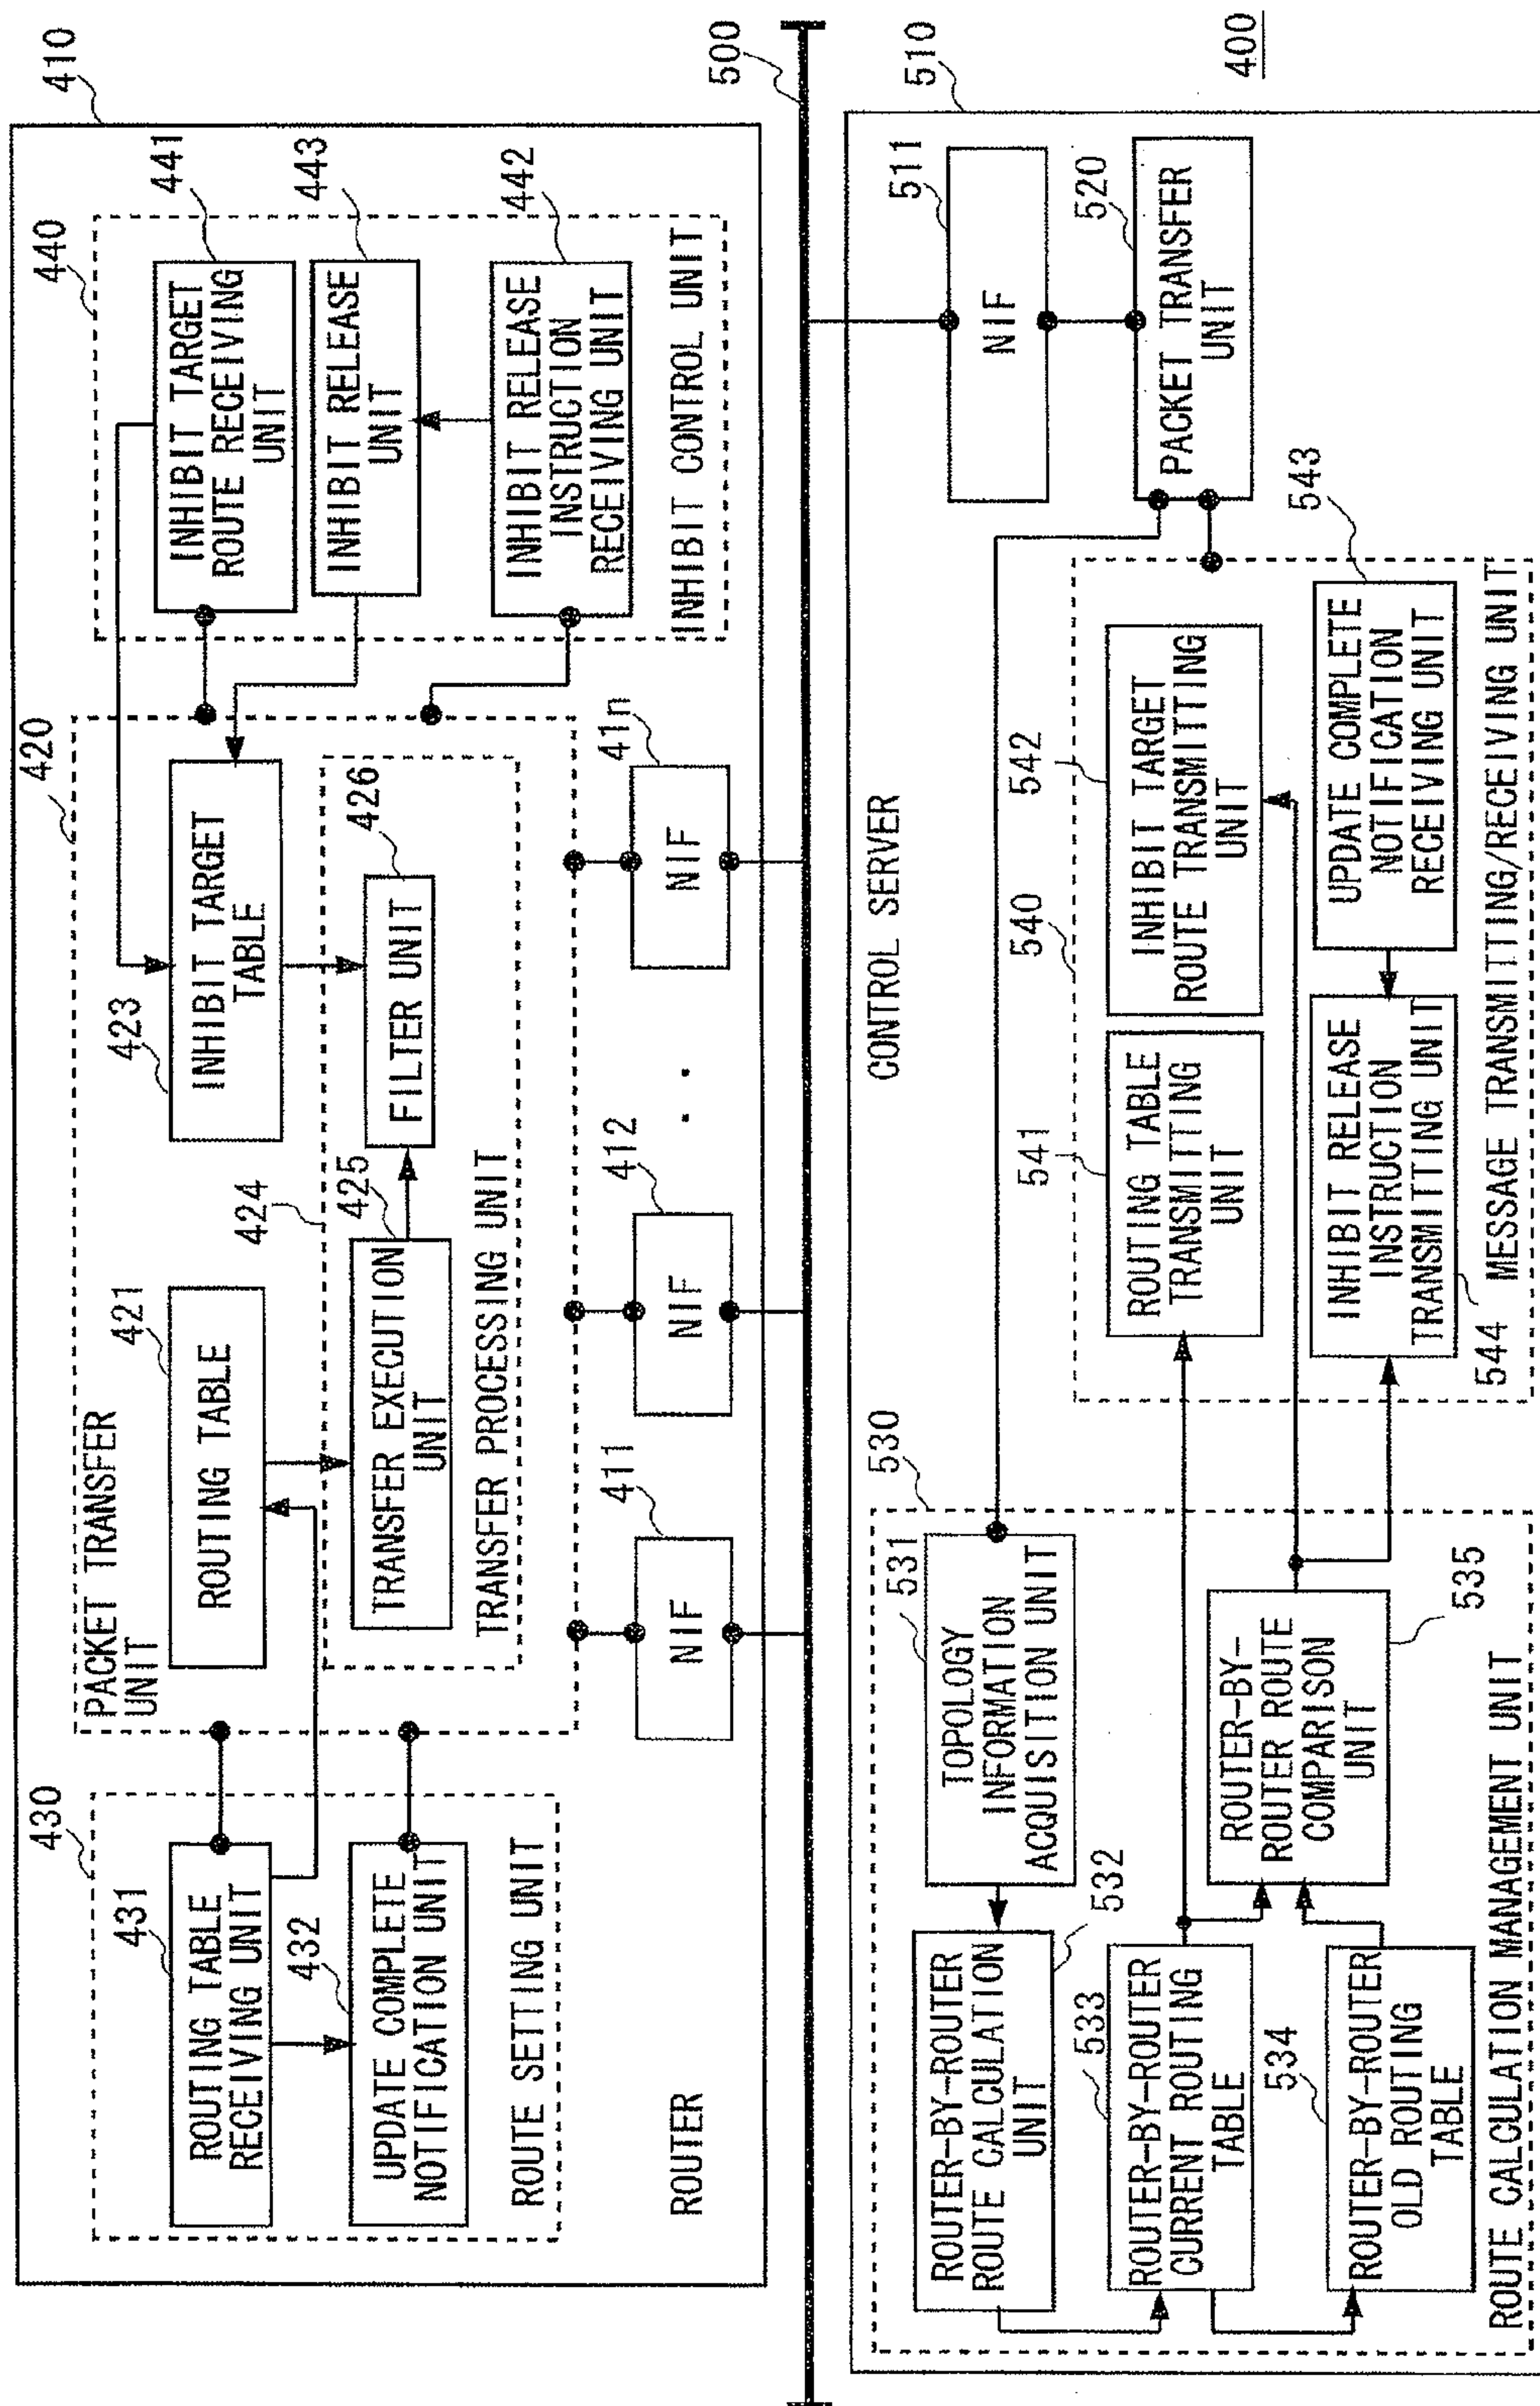 410
430
431
ROUTING TABLE
RECEIVING UNIT
432
UPDATE COMPLETE
NOTIFICATION UNIT
ROUTE SETTING UNIT
ROUTER
420
PACKET TRANSFER
UNIT
421
ROUTING TABLE
423
INHIBIT TARGET
TABLE
424
425
TRANSFER EXECUTION
UNIT
426
FILTER UNIT
TRANSFER PROCESSING UNIT
440
441
INHIBIT TARGET
ROUTE RECEIVING
UNIT
443
INHIBIT RELEASE
UNIT
442
INHIBIT RELEASE
INSTRUCTION
RECEIVING UNIT
INHIBIT CONTROL UNIT
411
NIF
412
NIF
. .
41n
NIF
500
CONTROL SERVER
510
511
NIF
520
PACKET TRANSFER
UNIT
530
531
TOPOLOGY
INFORMATION
ACQUISITION UNIT
532
ROUTER-BY-ROUTER
ROUTE CALCULATION
UNIT
533
ROUTER-BY-ROUTER
CURRENT ROUTING
TABLE
534
ROUTER-BY-ROUTER
OLD ROUTING
TABLE
535
ROUTER-BY-
ROUTER ROUTE
COMPARISON
UNIT
ROUTE CALCULATION MANAGEMENT UNIT
540
541
ROUTING TABLE
TRANSMITTING
UNIT
542
INHIBIT TARGET
ROUTE TRANSMITTING
UNIT
543
UPDATE COMPLETE
NOTIFICATION
RECEIVING UNIT
544
INHIBIT RELEASE
INSTRUCTION
TRANSMITTING UNIT
MESSAGE TRANSMITTING/RECEIVING UNIT
400